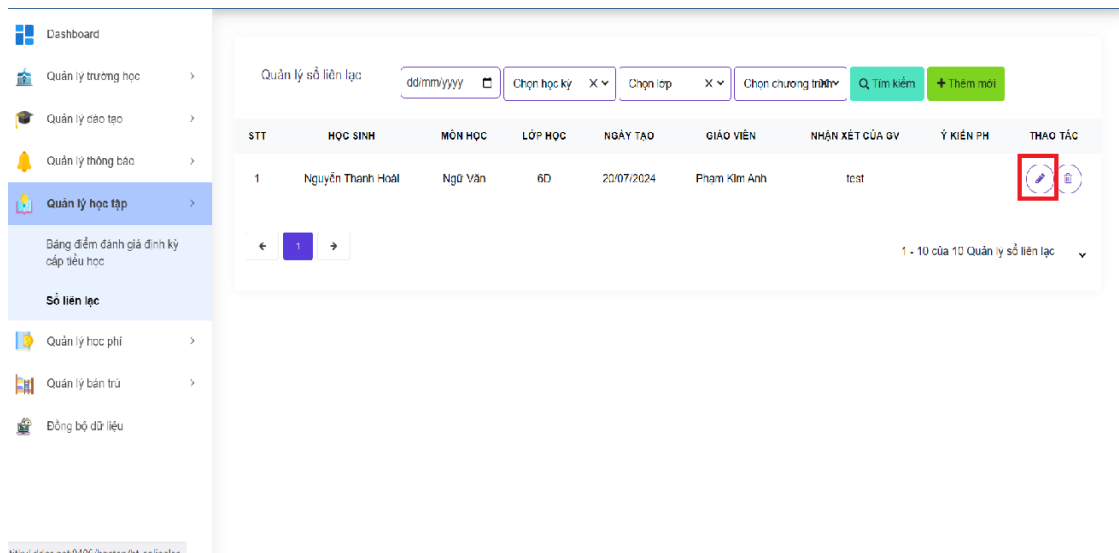 Dashboard
Quản lý trường học
Quản lý đào tạo
Quản lý thông báo
Quản lý học tập
Bảng điểm đánh giá định kỳ
cấp tiểu học
Sổ liên lạc
Quản lý học phí
Quản lý bán trú
Đồng bộ dữ liệu
Quản lý sổ liên lạc dd/mm/yyyy Chọn học kỳ Chọn lớp Chọn chương trình Tìm kiếm + Thêm mới
STT HỌC SINH MÔN HỌC LỚP HỌC NGÀY TẠO GIÁO VIÊN NHẬN XÉT CỦA GV Ý KIẾN PH THAO TÁC
1 Nguyễn Thanh Hoài Ngữ Văn 6D 20/07/2024 Phạm Kim Anh test
1
1 - 10 của 10 Quản lý sổ liên lạc